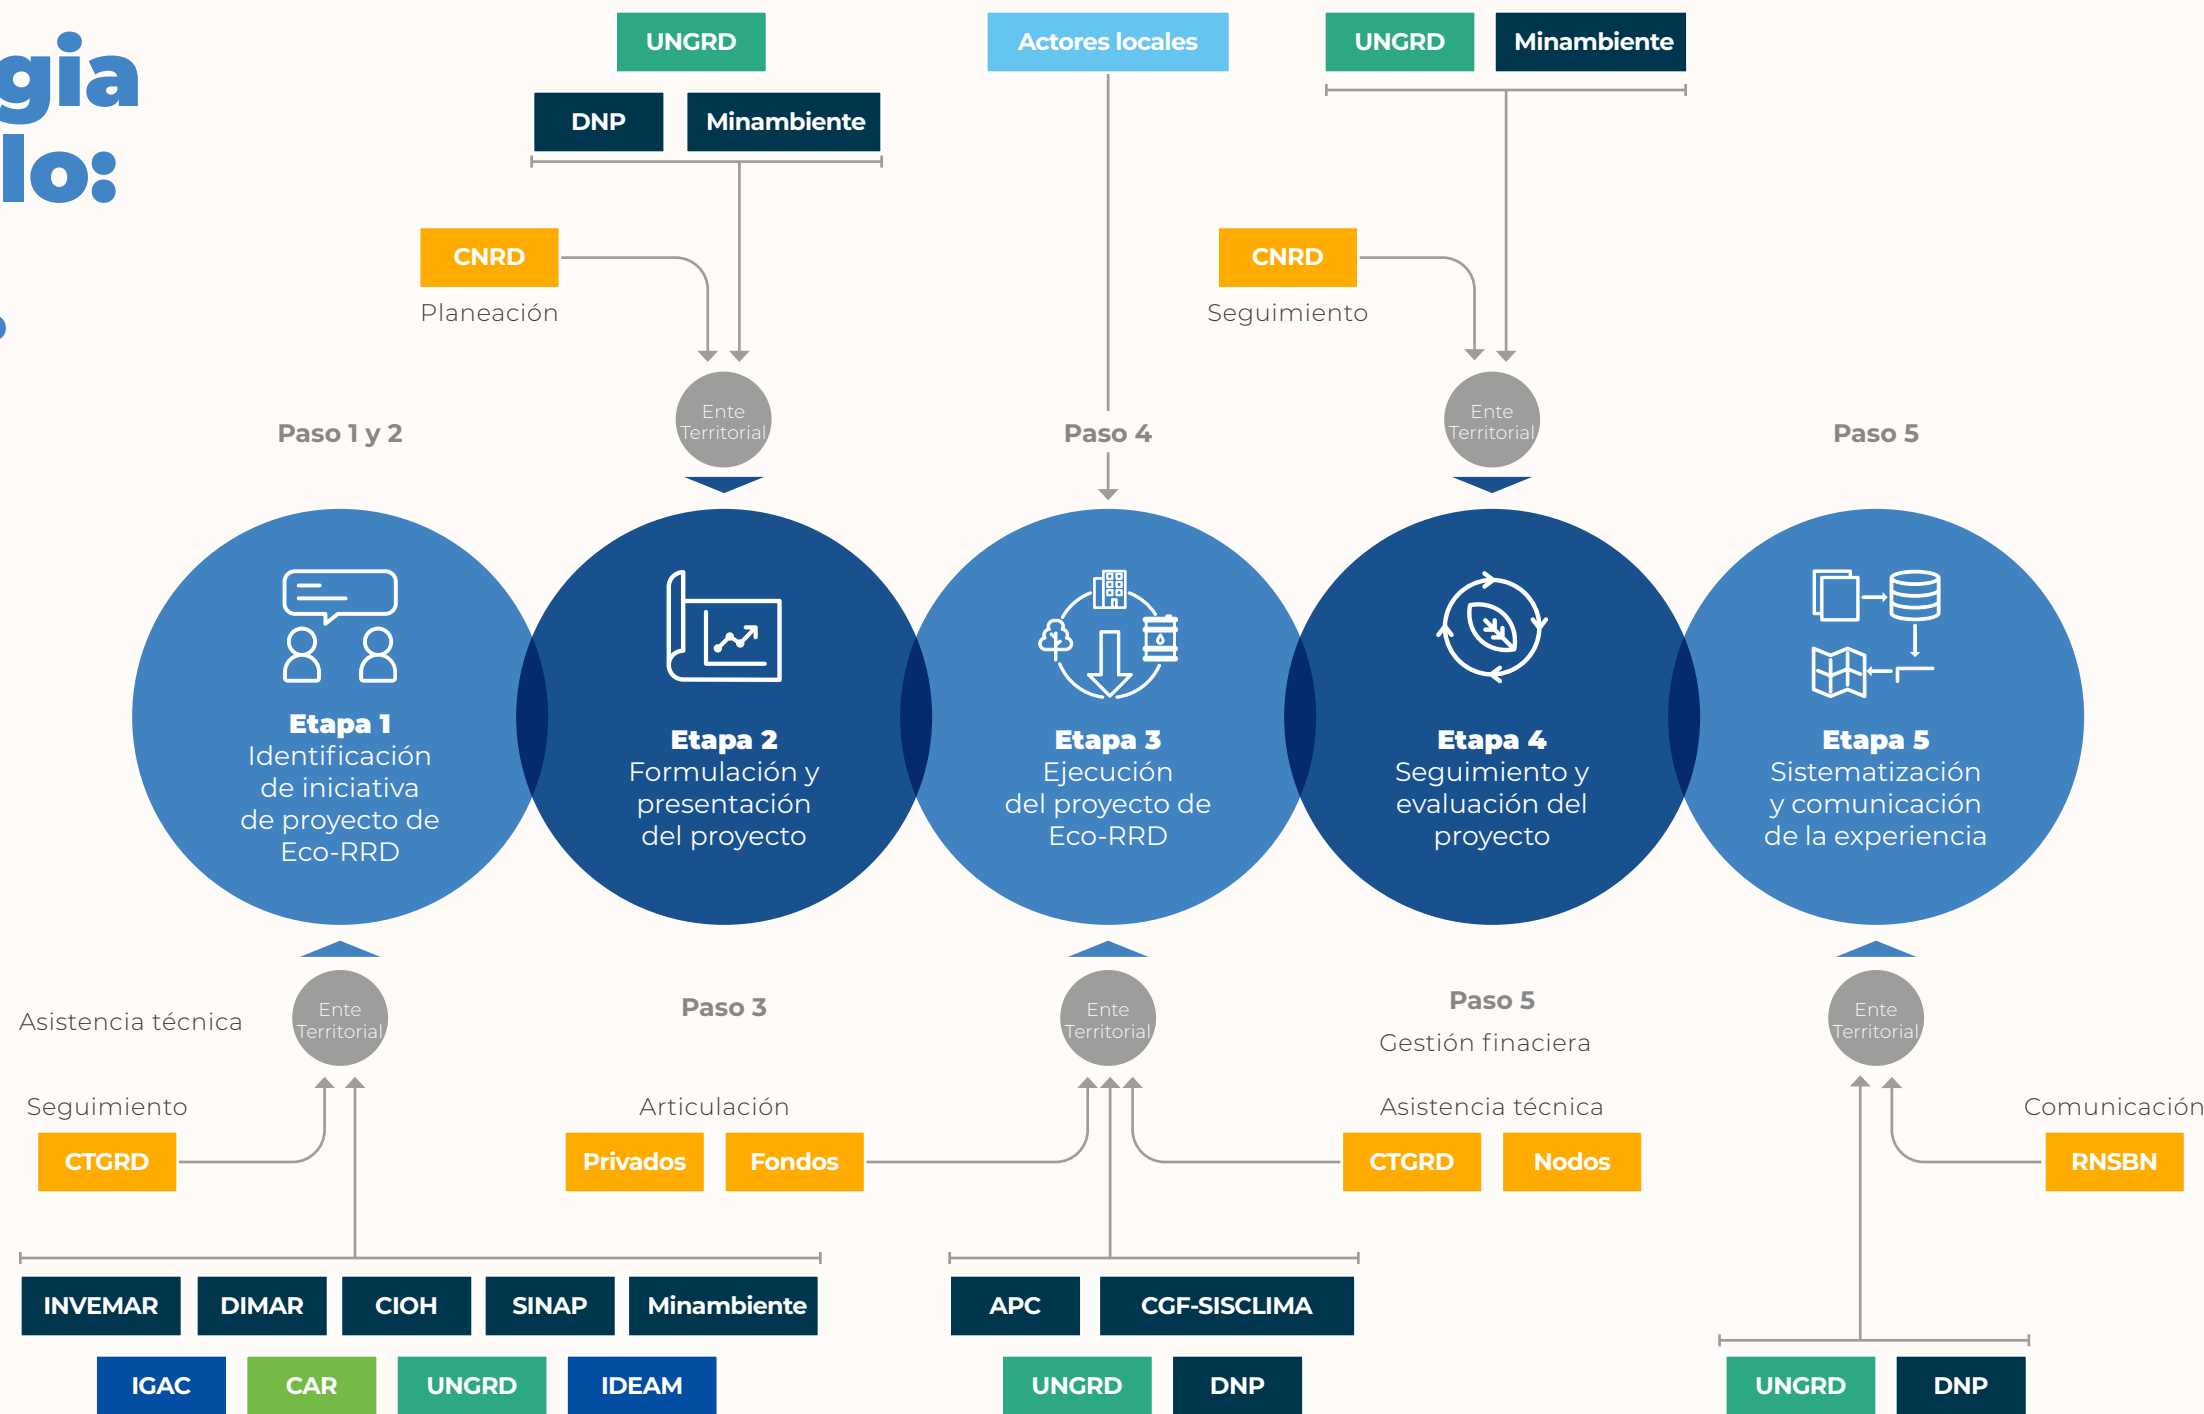 gia
lo:
UNGRD
Actores locales
UNGRD
Minambiente
DNP
Minambiente
CNRD
Planeación
CNRD
Seguimiento
Ente
Territorial
Ente
Territorial
Paso 1 y 2
Paso 4
Paso 5
Etapa 1
Identificación
de iniciativa
de proyecto de
Eco-RRD
Etapa 2
Formulación y
presentación
del proyecto
Etapa 3
Ejecución
del proyecto de
Eco-RRD
Etapa 4
Seguimiento y
evaluación del
proyecto
Etapa 5
Sistematización
y comunicación
de la experiencia
Asistencia técnica
Ente
Territorial
Paso 3
Ente
Territorial
Paso 5
Gestión finaciera
Ente
Territorial
Seguimiento
CTGRD
Articulación
Privados
Fondos
Asistencia técnica
CTGRD
Nodos
Comunicación
RNSBN
INVEMAR
DIMAR
CIOH
SINAP
Minambiente
APC
CGF-SISCLIMA
IGAC
CAR
UNGRD
IDEAM
UNGRD
DNP
UNGRD
DNP